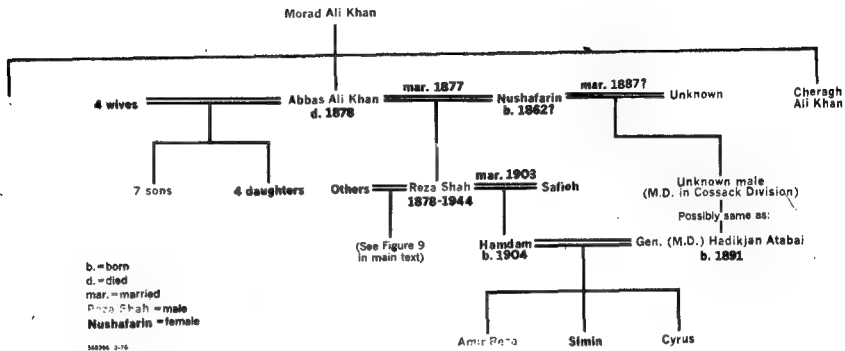 Morad Ali Khan
4 wives
Abbas Ali Khan
d. 1878
mar. 1877
Nushafarin
b. 1862?
mar. 1887?
Unknown
Cheragh
Ali Khan
7 sons
4 daughters
Others
Reza Shah
1878-1944
mar. 1903
Safieh
Unknown male
(M.D. in Cossack Division)
Possibly same as:
(See Figure 9
in main text)
Hamdam
b. 1904
Gen. (M.D.) Hadikjan Atabai
b. 1891
b.=born
d.=died
mar.=married
Reza Shah =male
Nushafarin =female
Amir Reza
Simin
Cyrus
568396 2-76